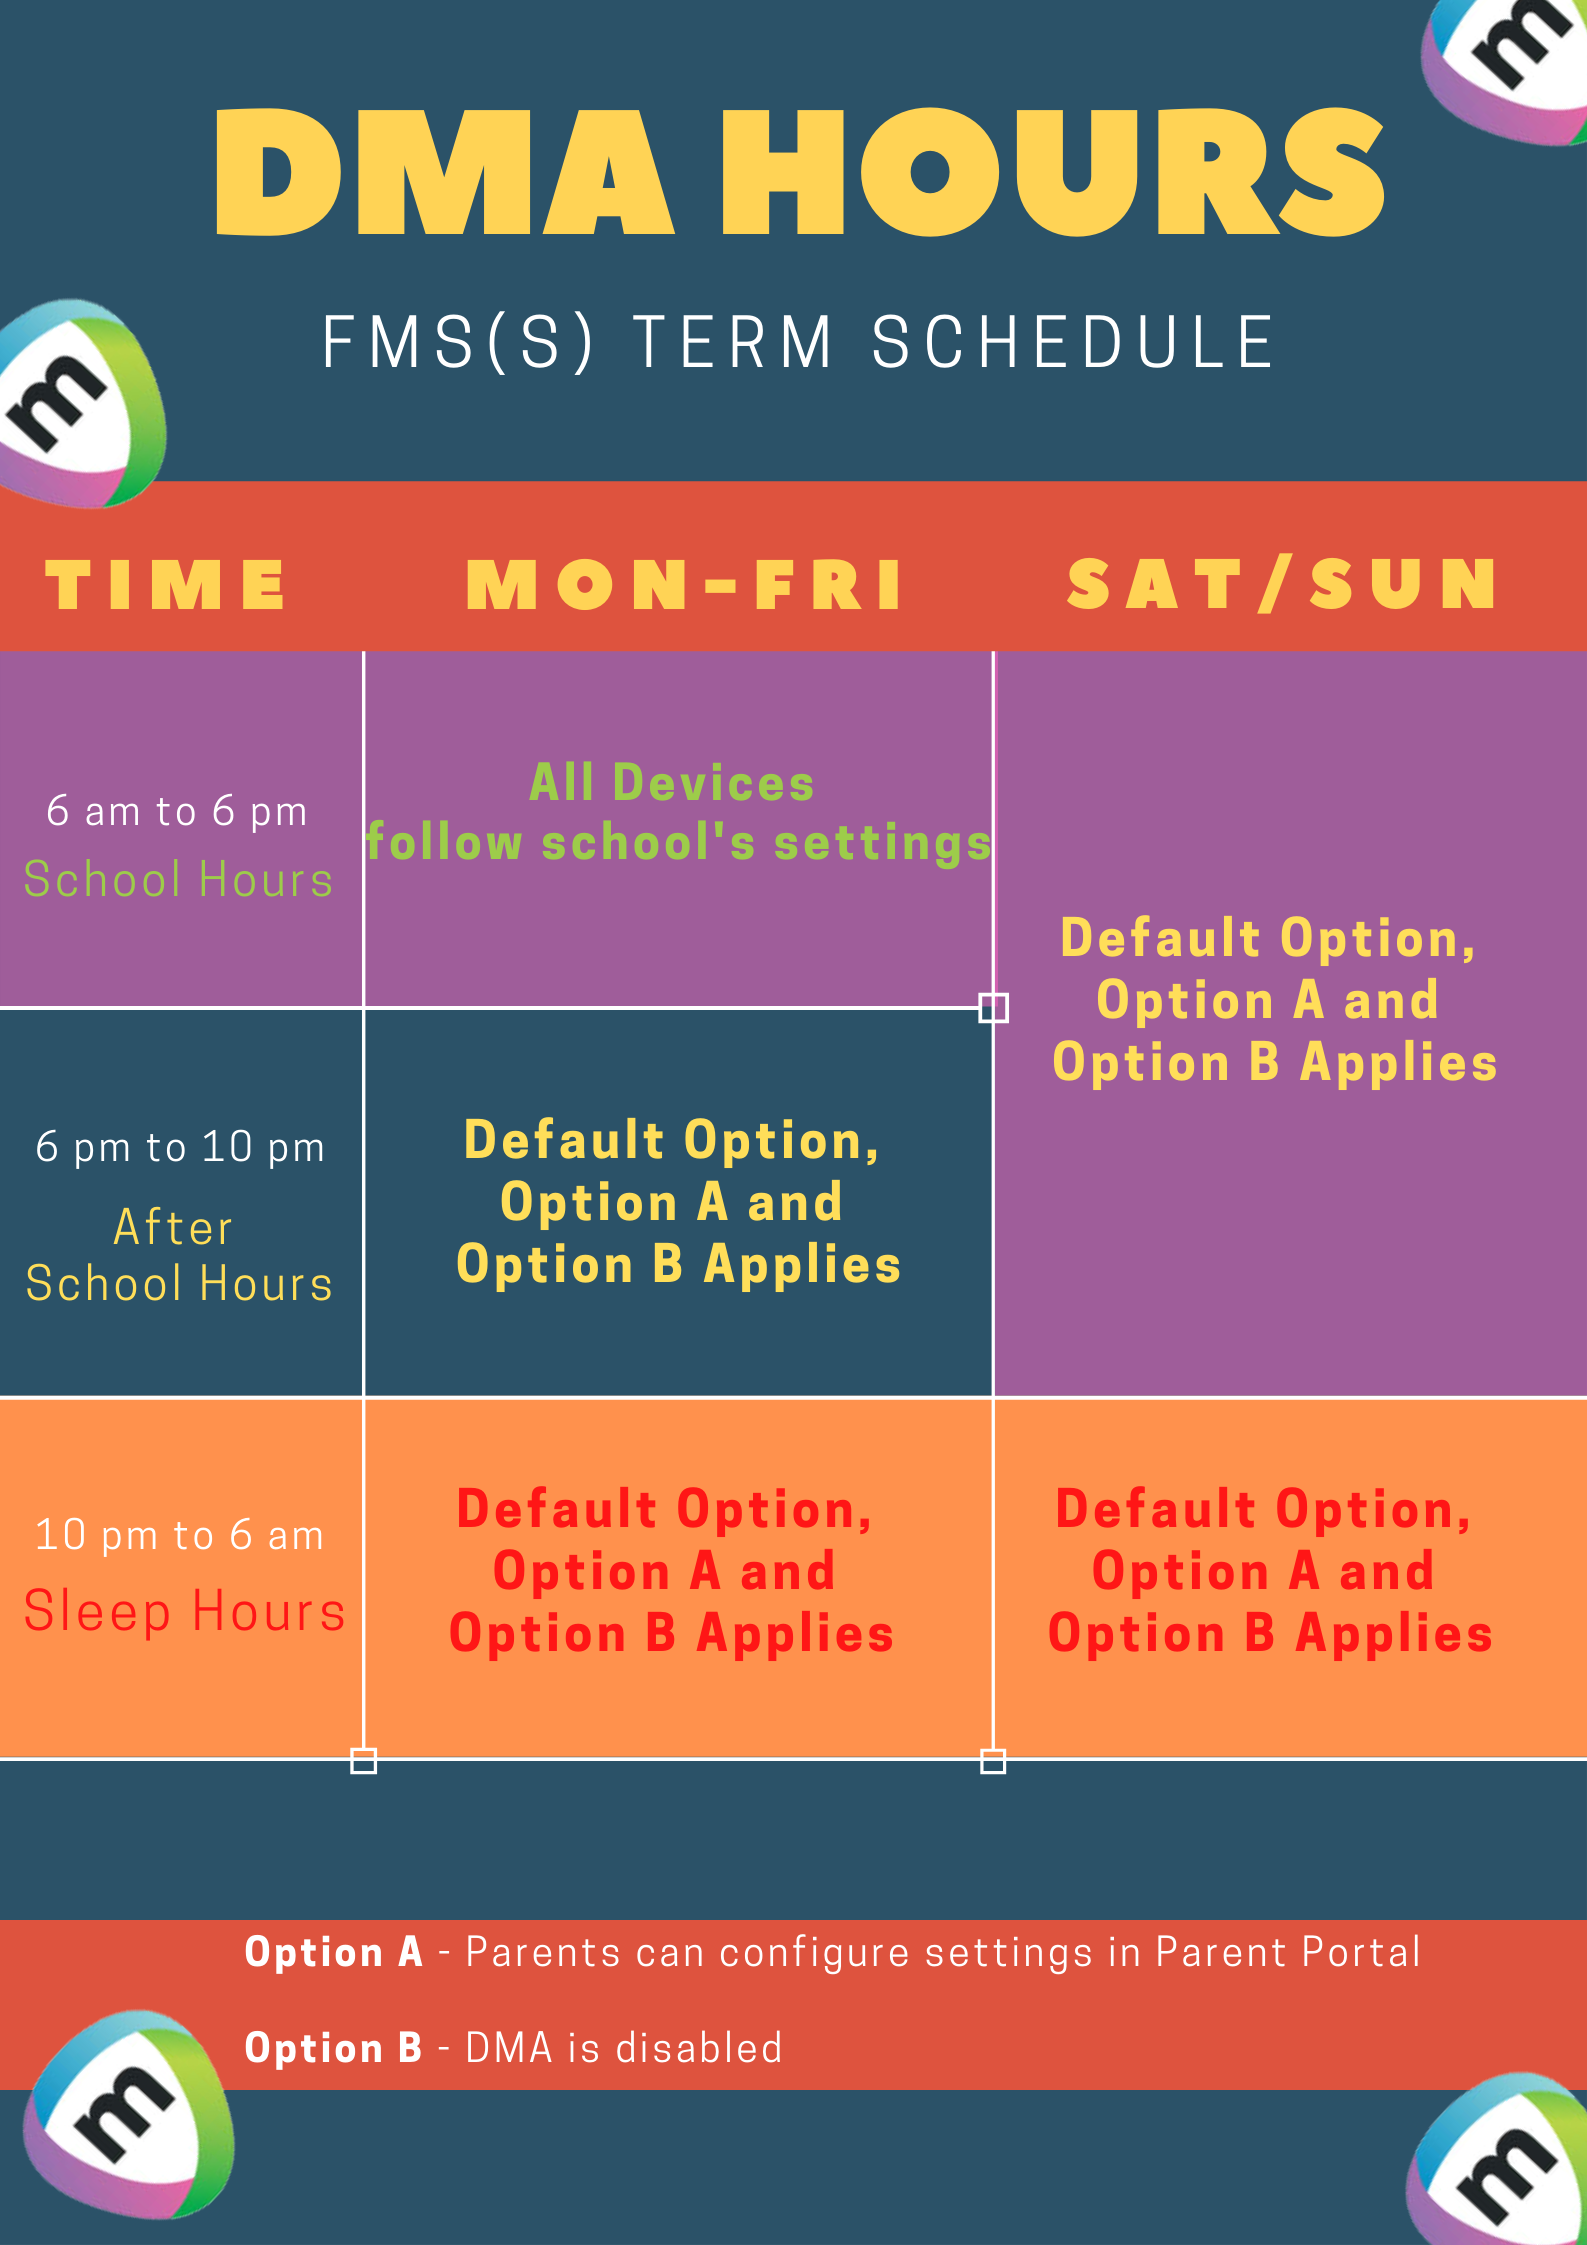 m
DMA HOURS
FMS(S) TERM SCHEDULE
m
TIME MON-FRI SAT/SUN
6 am to 6 pm
School Hours
All Devices
follow school's settings
Default Option,
Option A and
Option B Applies
6 pm to 10 pm
After
School Hours
Default Option,
Option A and
Option B Applies
10 pm to 6 am
Sleep Hours
Default Option,
Option A and
Option B Applies
Default Option,
Option A and
Option B Applies
Option A - Parents can configure settings in Parent Portal
Option B - DMA is disabled
m
m